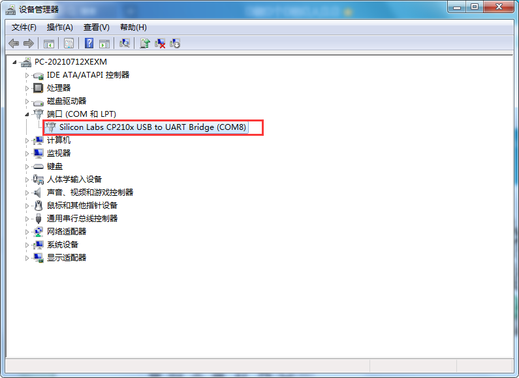 设备管理器
文件(F) 操作(A) 查看(V) 帮助(H)
PC-20210712XEXM
IDE ATA/ATAPI 控制器
处理器
磁盘驱动器
端口 (COM 和 LPT)
Silicon Labs CP210x USB to UART Bridge (COM8)
计算机
监视器
键盘
人体学输入设备
声音、视频和游戏控制器
鼠标和其他指针设备
通用串行总线控制器
网络适配器
系统设备
显示适配器